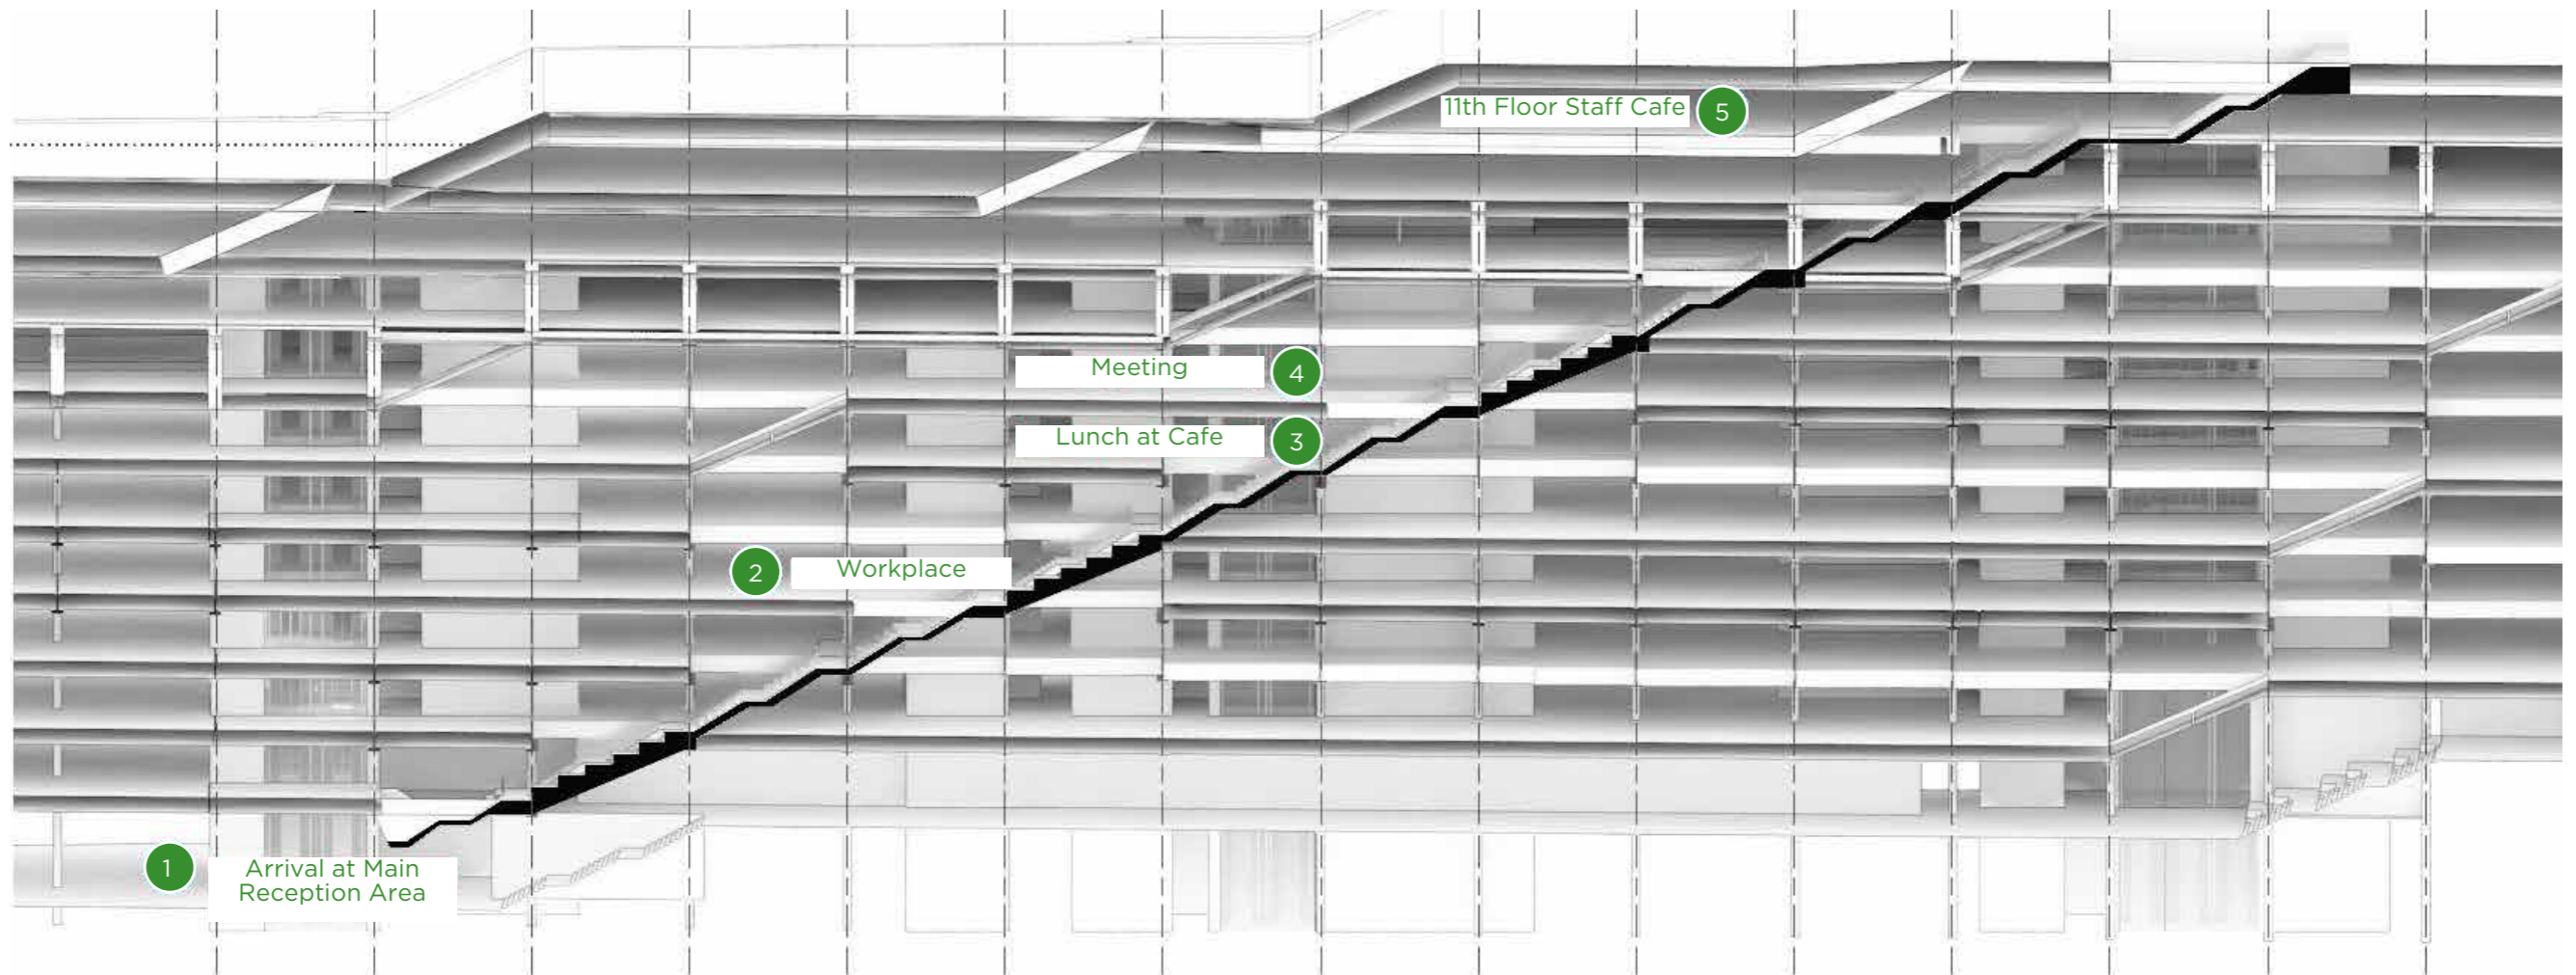 11th Floor Staff Cafe 5
Meeting 4
Lunch at Cafe 3
2 Workplace
1 Arrival at Main
Reception Area